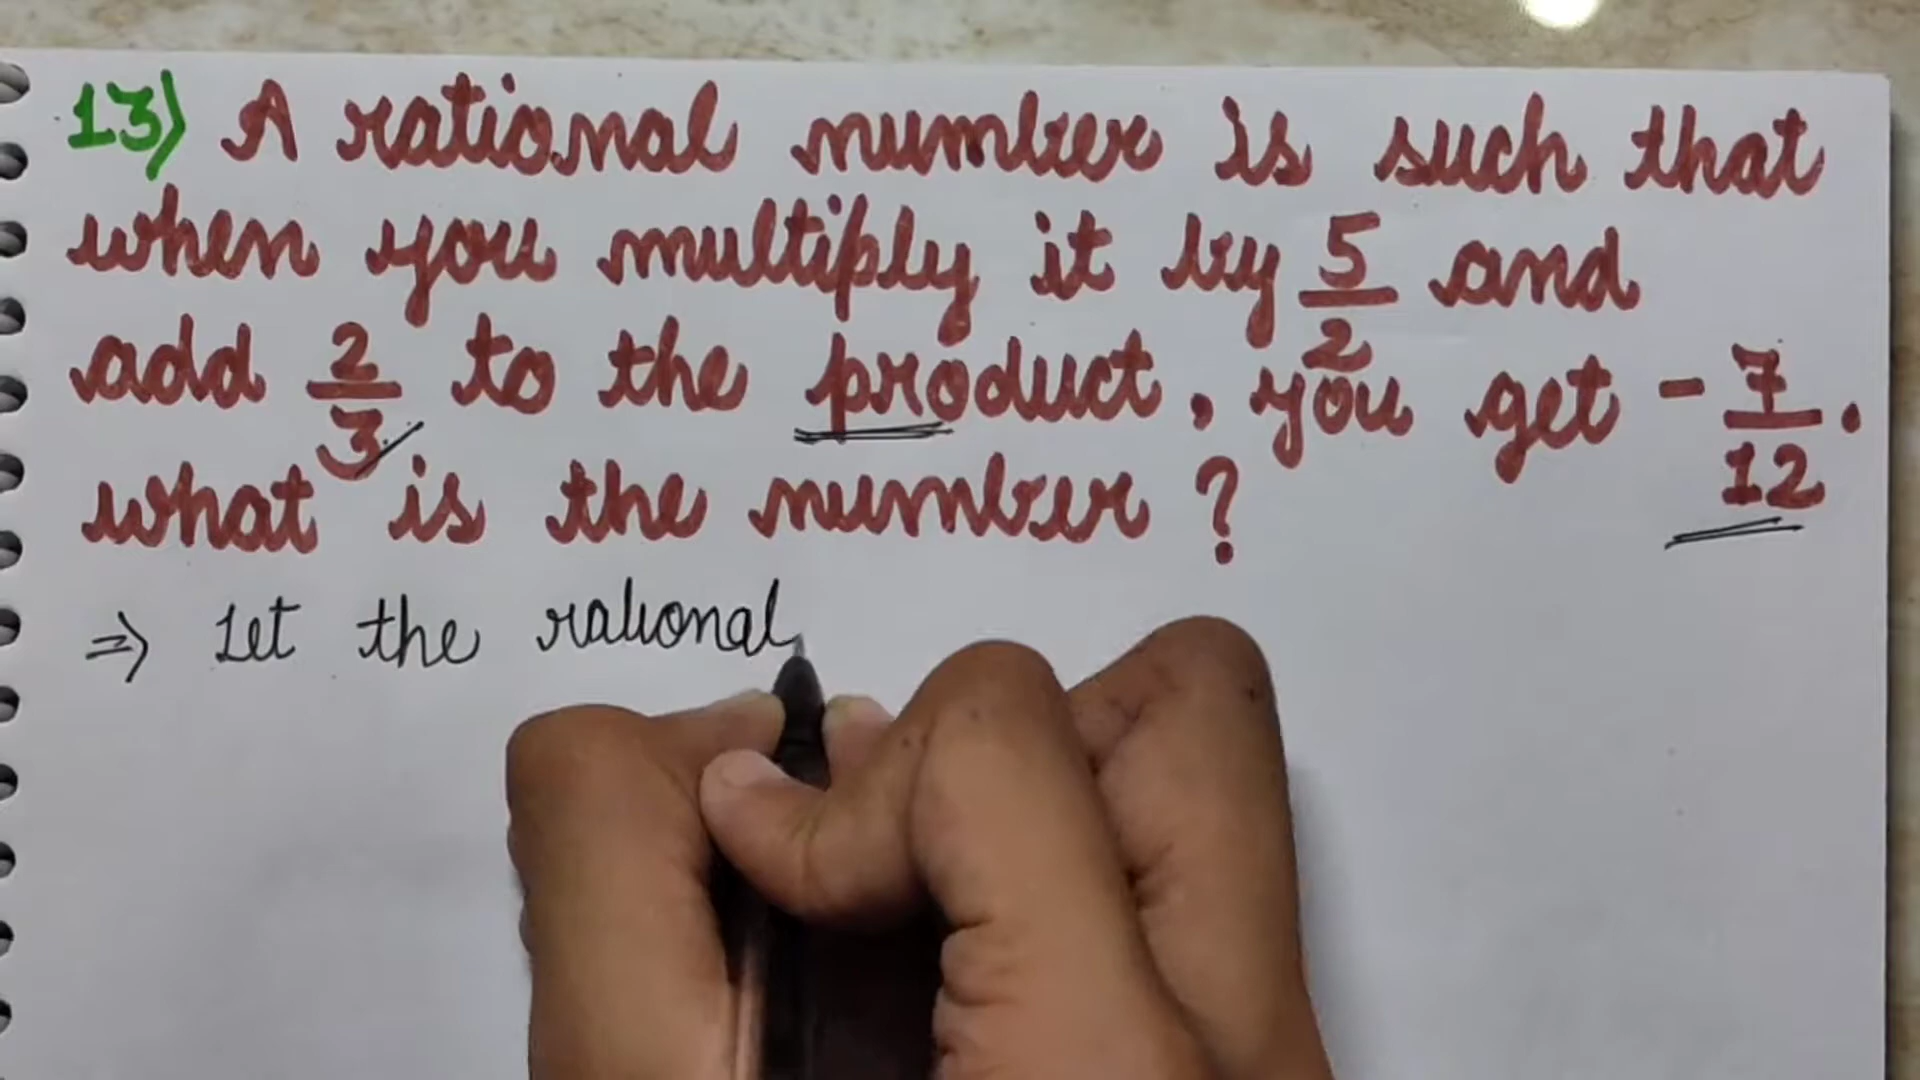 13) A rational number is such that
when you multiply it by 5/2 and
add 2/3 to the product, you get - 7/12.
what is the number ?
⇒ Let the rational